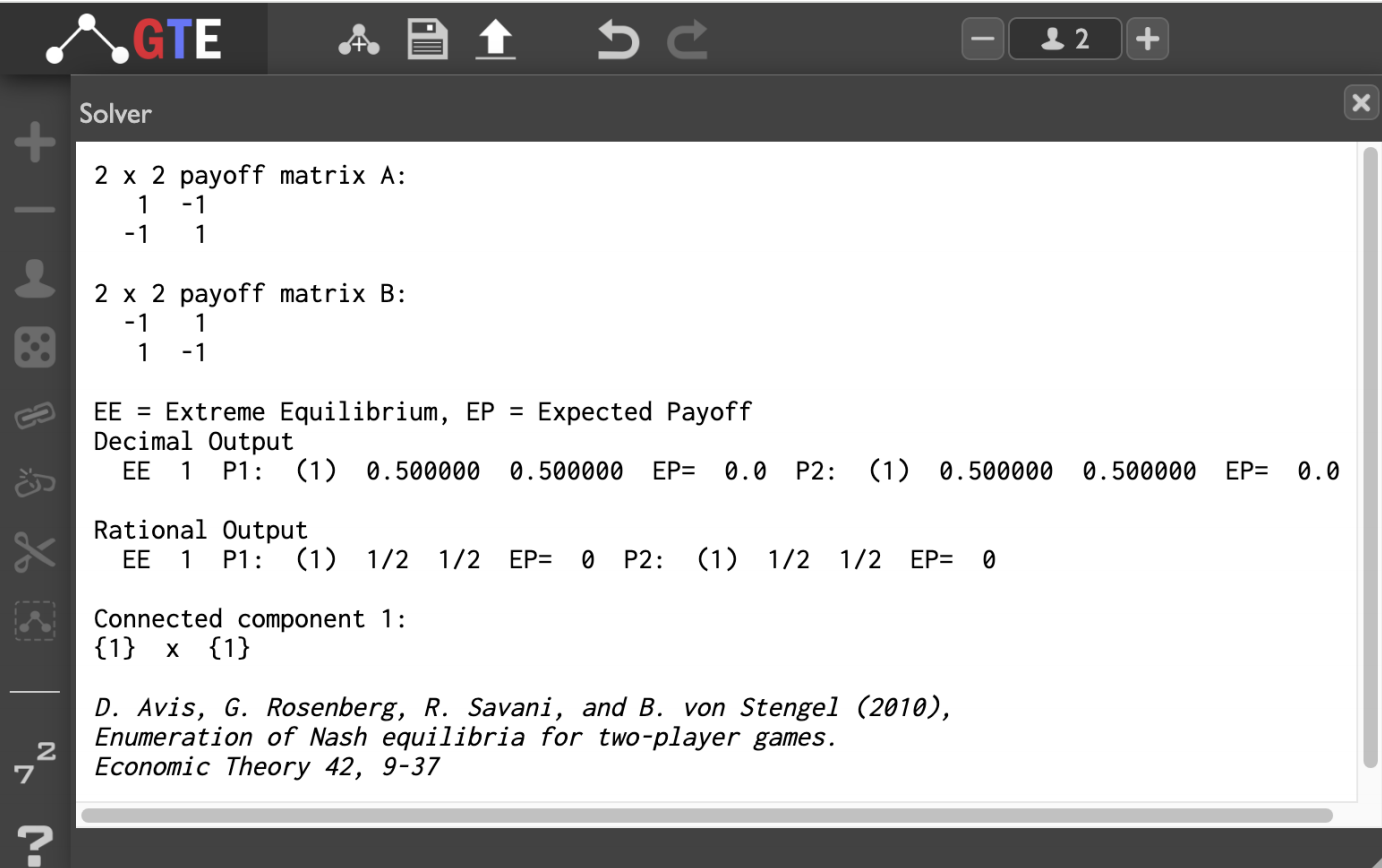 GTE
2
Solver
2 x 2 payoff matrix A:
1 -1
-1 1
2 x 2 payoff matrix B:
-1 1
1 -1
EE = Extreme Equilibrium, EP = Expected Payoff
Decimal Output
EE 1 P1: (1) 0.500000 0.500000 EP= 0.0 P2: (1) 0.500000 0.500000 EP= 0.0
Rational Output
EE 1 P1: (1) 1/2 1/2 EP= 0 P2: (1) 1/2 1/2 EP= 0
Connected component 1:
{1} x {1}
D. Avis, G. Rosenberg, R. Savani, and B. von Stengel (2010),
Enumeration of Nash equilibria for two-player games.
Economic Theory 42, 9-37
7 2
?